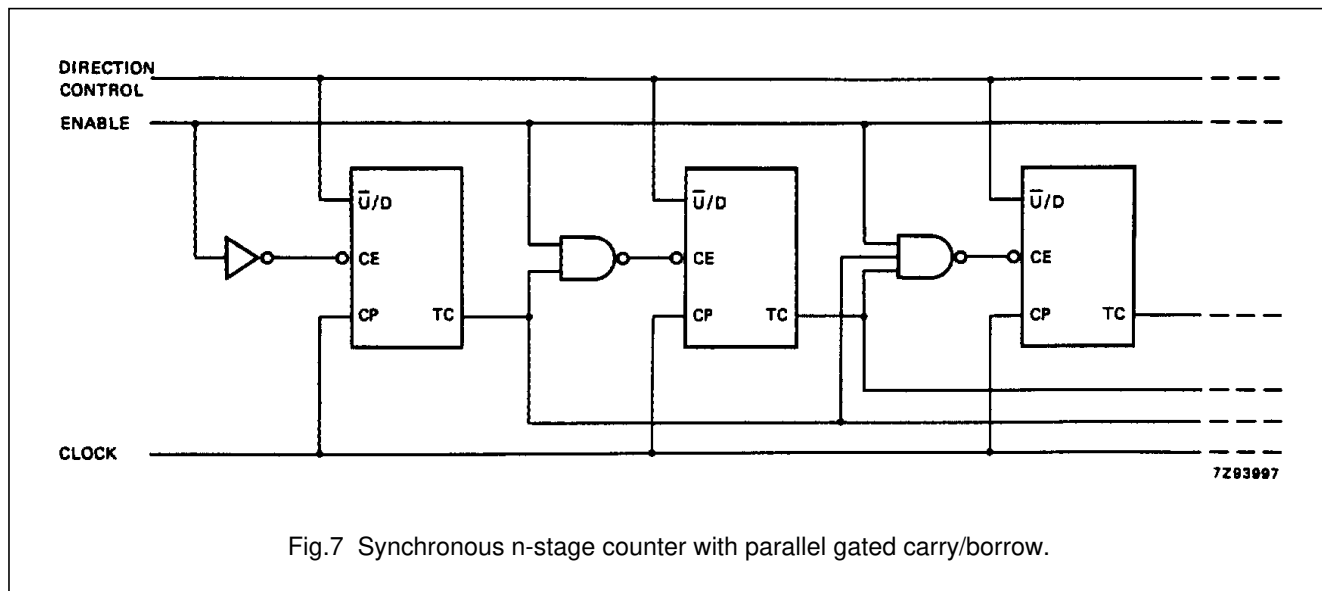 DIRECTION
CONTROL
ENABLE
U̅/D
CE
CP
TC
U̅/D
CE
CP
TC
U̅/D
CE
CP
TC
CLOCK
7Z93997
Fig.7 Synchronous n-stage counter with parallel gated carry/borrow.